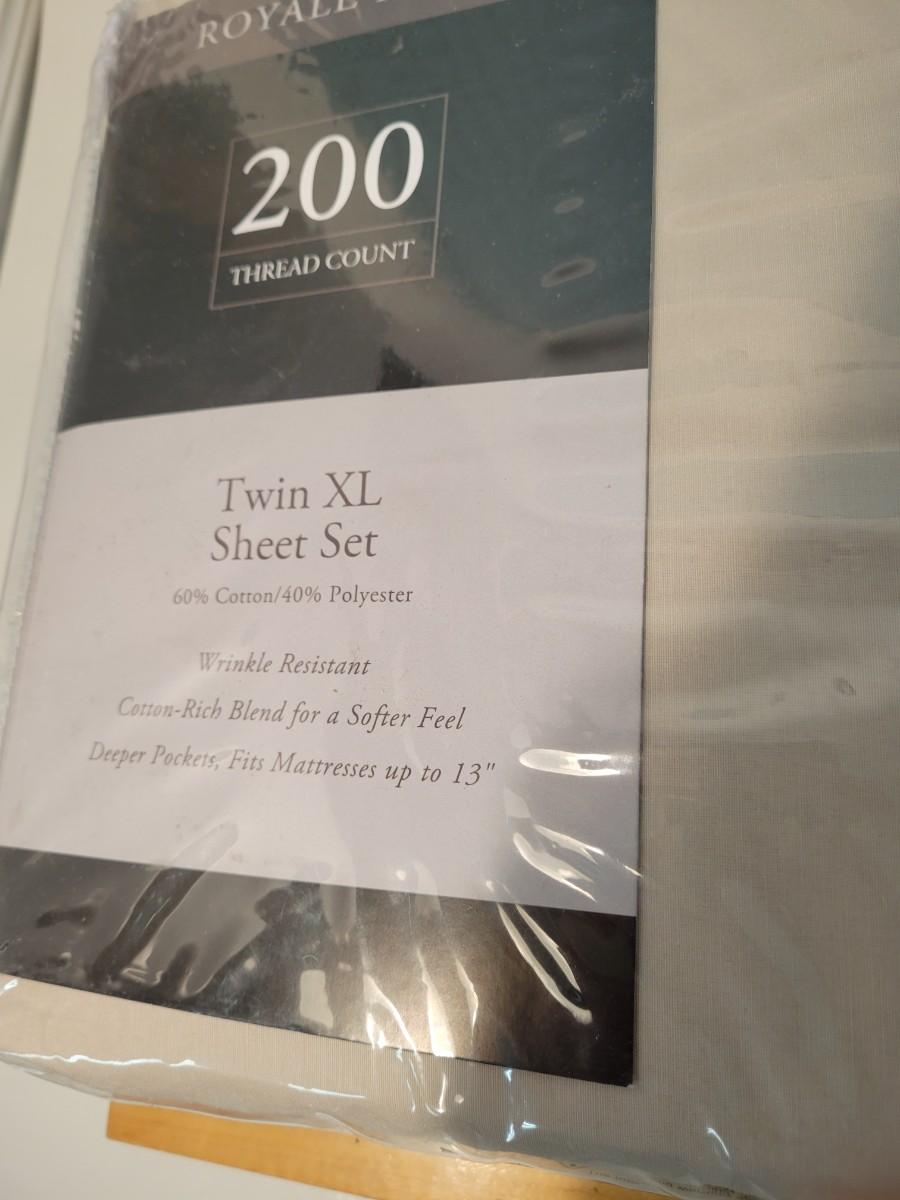 ROYALE
200
THREAD COUNT
Twin XL
Sheet Set
60% Cotton/40% Polyester
Wrinkle Resistant
Cotton-Rich Blend for a Softer Feel
Deeper Pockets, Fits Mattresses up to 13"